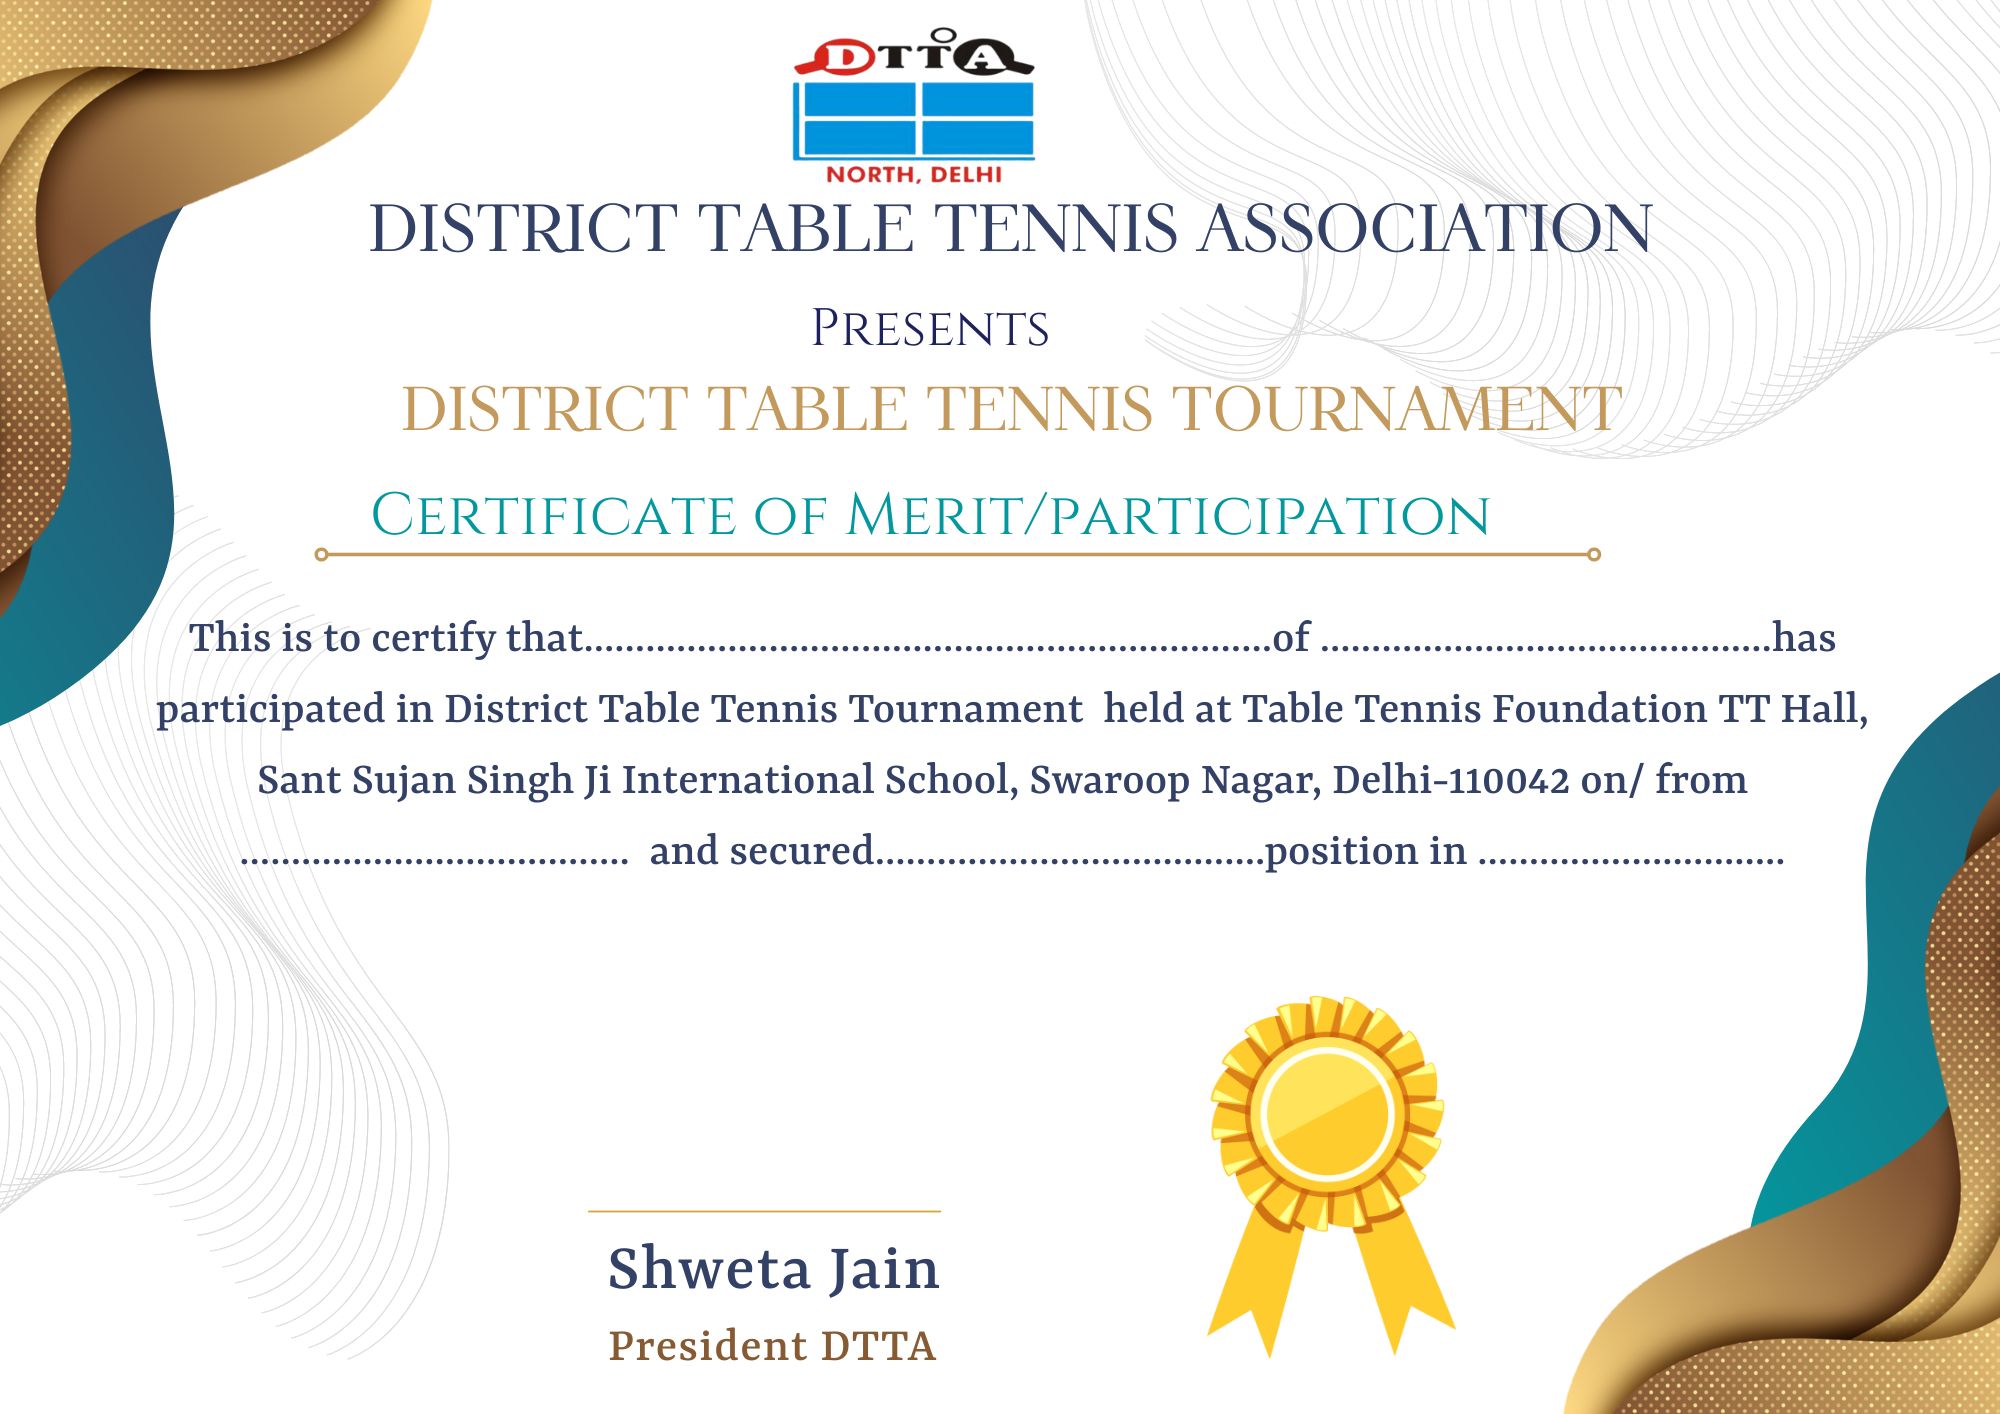 DTTA
NORTH, DELHI
DISTRICT TABLE TENNIS ASSOCIATION
PRESENTS
DISTRICT TABLE TENNIS TOURNAMENT
CERTIFICATE OF MERIT/PARTICIPATION
This is to certify that...................................................................of ............................................has
participated in District Table Tennis Tournament held at Table Tennis Foundation TT Hall,
Sant Sujan Singh Ji International School, Swaroop Nagar, Delhi-110042 on/ from
...................................... and secured......................................position in ..............................
Shweta Jain
President DTTA